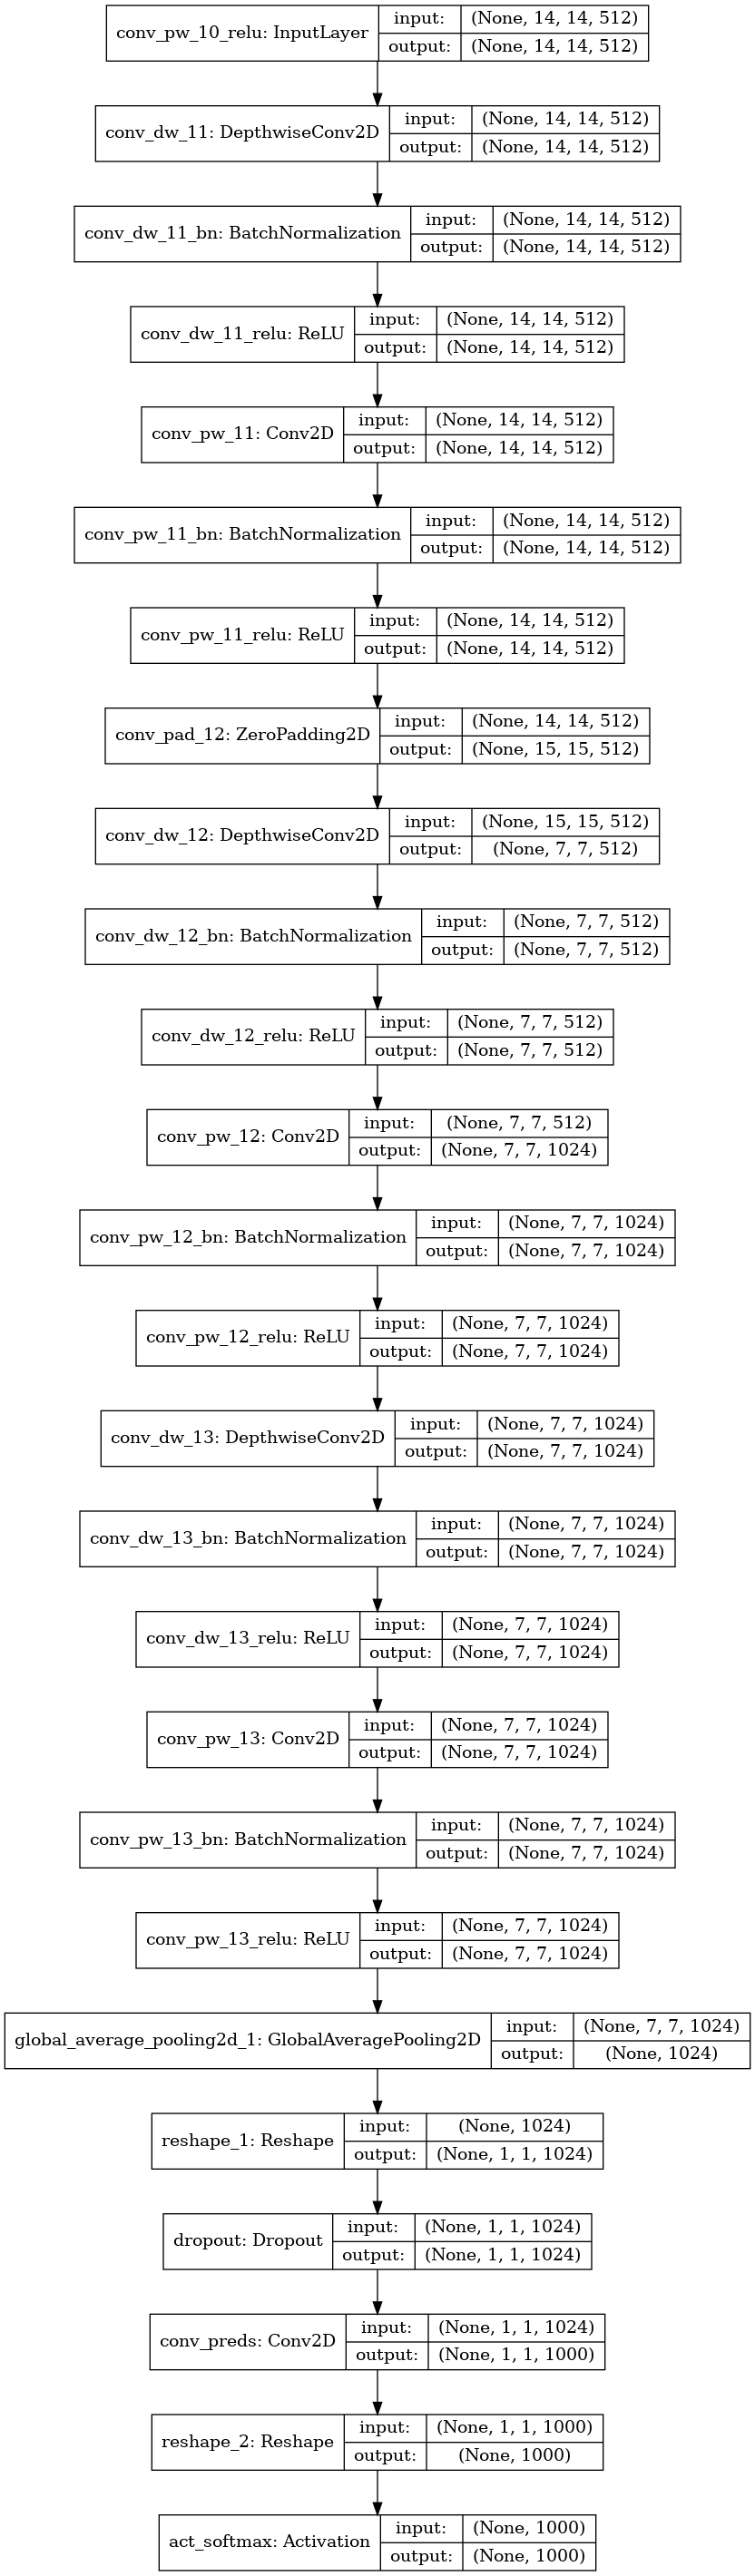 conv_pw_10_relu: InputLayer
input: (None, 14, 14, 512)
output: (None, 14, 14, 512)
conv_dw_11: DepthwiseConv2D
input: (None, 14, 14, 512)
output: (None, 14, 14, 512)
conv_dw_11_bn: BatchNormalization
input: (None, 14, 14, 512)
output: (None, 14, 14, 512)
conv_dw_11_relu: ReLU
input: (None, 14, 14, 512)
output: (None, 14, 14, 512)
conv_pw_11: Conv2D
input: (None, 14, 14, 512)
output: (None, 14, 14, 512)
conv_pw_11_bn: BatchNormalization
input: (None, 14, 14, 512)
output: (None, 14, 14, 512)
conv_pw_11_relu: ReLU
input: (None, 14, 14, 512)
output: (None, 14, 14, 512)
conv_pad_12: ZeroPadding2D
input: (None, 14, 14, 512)
output: (None, 15, 15, 512)
conv_dw_12: DepthwiseConv2D
input: (None, 15, 15, 512)
output: (None, 7, 7, 512)
conv_dw_12_bn: BatchNormalization
input: (None, 7, 7, 512)
output: (None, 7, 7, 512)
conv_dw_12_relu: ReLU
input: (None, 7, 7, 512)
output: (None, 7, 7, 512)
conv_pw_12: Conv2D
input: (None, 7, 7, 512)
output: (None, 7, 7, 1024)
conv_pw_12_bn: BatchNormalization
input: (None, 7, 7, 1024)
output: (None, 7, 7, 1024)
conv_pw_12_relu: ReLU
input: (None, 7, 7, 1024)
output: (None, 7, 7, 1024)
conv_dw_13: DepthwiseConv2D
input: (None, 7, 7, 1024)
output: (None, 7, 7, 1024)
conv_dw_13_bn: BatchNormalization
input: (None, 7, 7, 1024)
output: (None, 7, 7, 1024)
conv_dw_13_relu: ReLU
input: (None, 7, 7, 1024)
output: (None, 7, 7, 1024)
conv_pw_13: Conv2D
input: (None, 7, 7, 1024)
output: (None, 7, 7, 1024)
conv_pw_13_bn: BatchNormalization
input: (None, 7, 7, 1024)
output: (None, 7, 7, 1024)
conv_pw_13_relu: ReLU
input: (None, 7, 7, 1024)
output: (None, 7, 7, 1024)
global_average_pooling2d_1: GlobalAveragePooling2D
input: (None, 7, 7, 1024)
output: (None, 1024)
reshape_1: Reshape
input: (None, 1024)
output: (None, 1, 1, 1024)
dropout: Dropout
input: (None, 1, 1, 1024)
output: (None, 1, 1, 1024)
conv_preds: Conv2D
input: (None, 1, 1, 1024)
output: (None, 1, 1, 1000)
reshape_2: Reshape
input: (None, 1, 1, 1000)
output: (None, 1000)
act_softmax: Activation
input: (None, 1000)
output: (None, 1000)